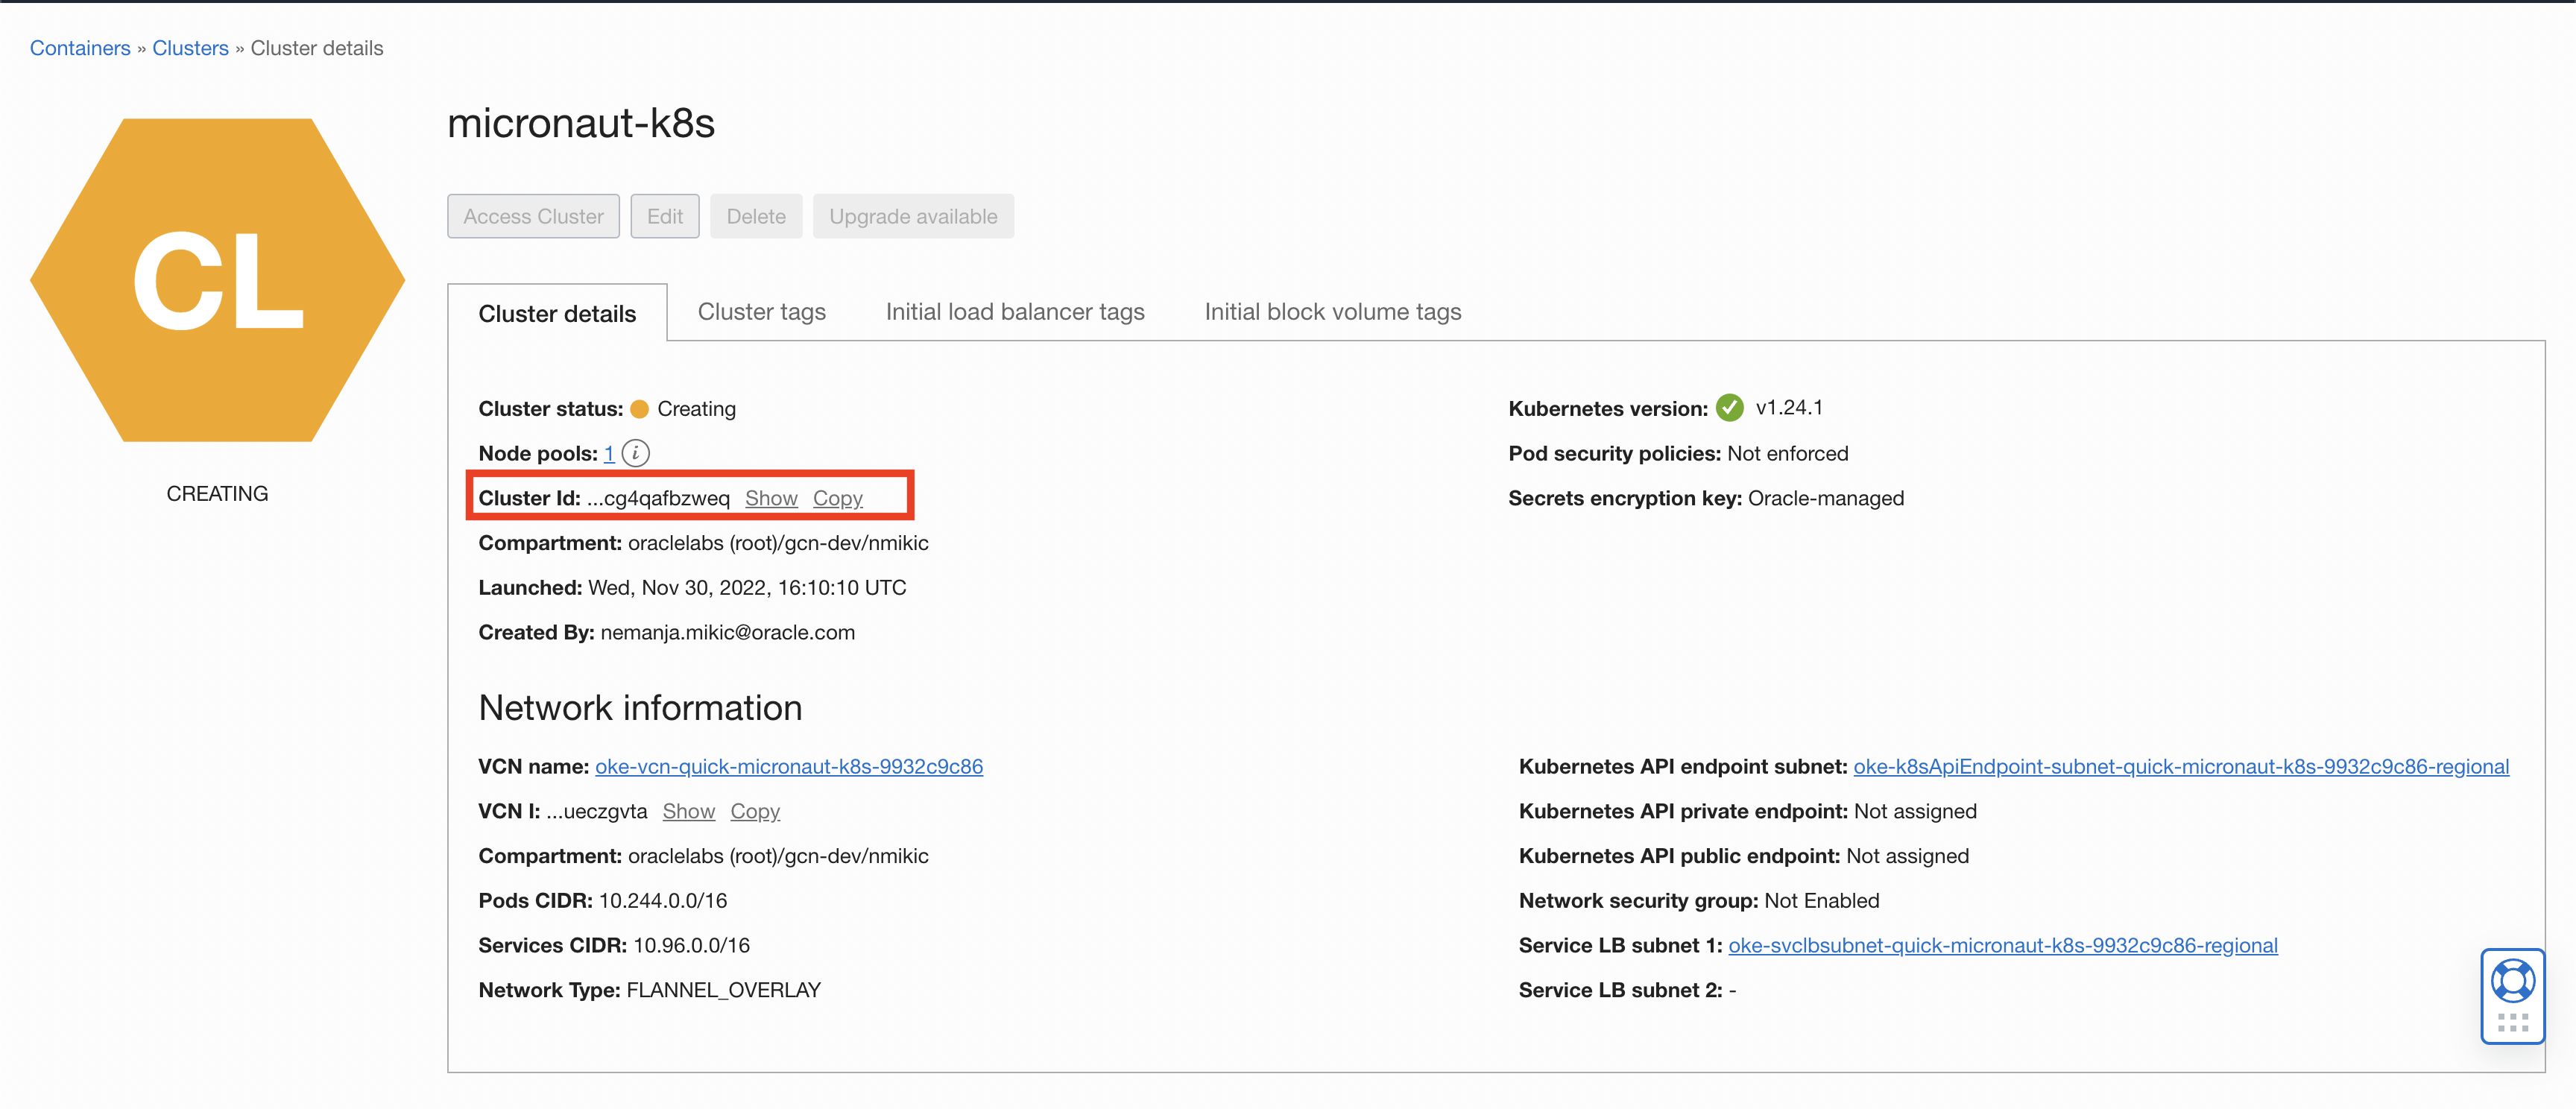 Containers » Clusters » Cluster details
CL
CREATING
micronaut-k8s
Access Cluster Edit Delete Upgrade available
Cluster details Cluster tags Initial load balancer tags Initial block volume tags
Cluster status: Creating
Node pools: 1 i
Cluster Id: ...cg4qafbzweq Show Copy
Compartment: oraclelabs (root)/gcn-dev/nmikic
Launched: Wed, Nov 30, 2022, 16:10:10 UTC
Created By: nemanja.mikic@oracle.com
Kubernetes version: v1.24.1
Pod security policies: Not enforced
Secrets encryption key: Oracle-managed
Network information
VCN name: oke-vcn-quick-micronaut-k8s-9932c9c86
VCN I: ...ueczgvta Show Copy
Compartment: oraclelabs (root)/gcn-dev/nmikic
Pods CIDR: 10.244.0.0/16
Services CIDR: 10.96.0.0/16
Network Type: FLANNEL_OVERLAY
Kubernetes API endpoint subnet: oke-k8sApiEndpoint-subnet-quick-micronaut-k8s-9932c9c86-regional
Kubernetes API private endpoint: Not assigned
Kubernetes API public endpoint: Not assigned
Network security group: Not Enabled
Service LB subnet 1: oke-svclbsubnet-quick-micronaut-k8s-9932c9c86-regional
Service LB subnet 2: -